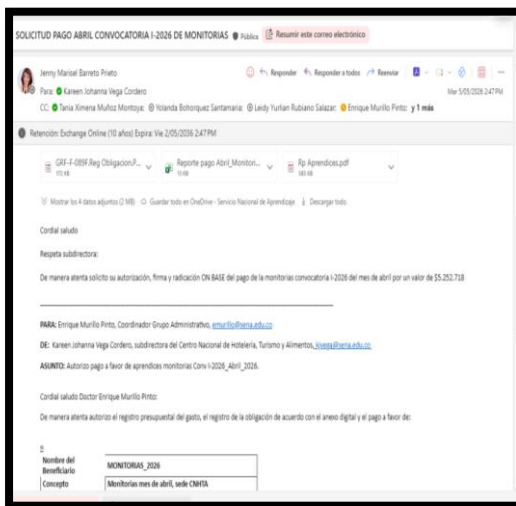 SOLICITUD PAGO ABRIL CONVOCATORIA I-2026 DE MONITORIAS Pública Resumir este correo electrónico
Jenny Marisel Barreto Prieto
Responder Responder a todos Reenviar
Para: Kareen Johanna Vega Cordero
Mar 5/05/2026 2:47 PM
CC: Tania Ximena Muñoz Montoya; Yolanda Bohorquez Santamaria; Leidy Yurlian Rubiano Salazar; Enrique Murillo Pinto; y 1 más
Retención: Exchange Online (10 años) Expira: Vie 2/05/2036 2:47 PM
GRF-F-089F.Reg Obligacion.P...
Reporte pago Abril_Monitori...
Rp Aprendices.pdf
Mostrar los 4 datos adjuntos (2 MB) Guardar todo en OneDrive - Servicio Nacional de Aprendizaje Descargar todo
Cordial saludo
Respeta subdirectora:
De manera atenta solicito su autorización, firma y radicación ON BASE del pago de la monitorias convocatoria I-2026 del mes de abril por un valor de $5.252.718
PARA: Enrique Murillo Pinto, Coordinador Grupo Administrativo, emurillo@sena.edu.co
DE: Kareen Johanna Vega Cordero, subdirectora del Centro Nacional de Hotelería, Turismo y Alimentos, kjvega@sena.edu.co
ASUNTO: Autorizo pago a favor de aprendices monitorias Conv I-2026_Abril_2026.
Cordial saludo Doctor Enrique Murillo Pinto:
De manera atenta autorizo el registro presupuestal del gasto, el registro de la obligación de acuerdo con el anexo digital y el pago a favor de:
Nombre del Beneficiario MONITORIAS_2026
Concepto Monitorias mes de abril, sede CNHTA